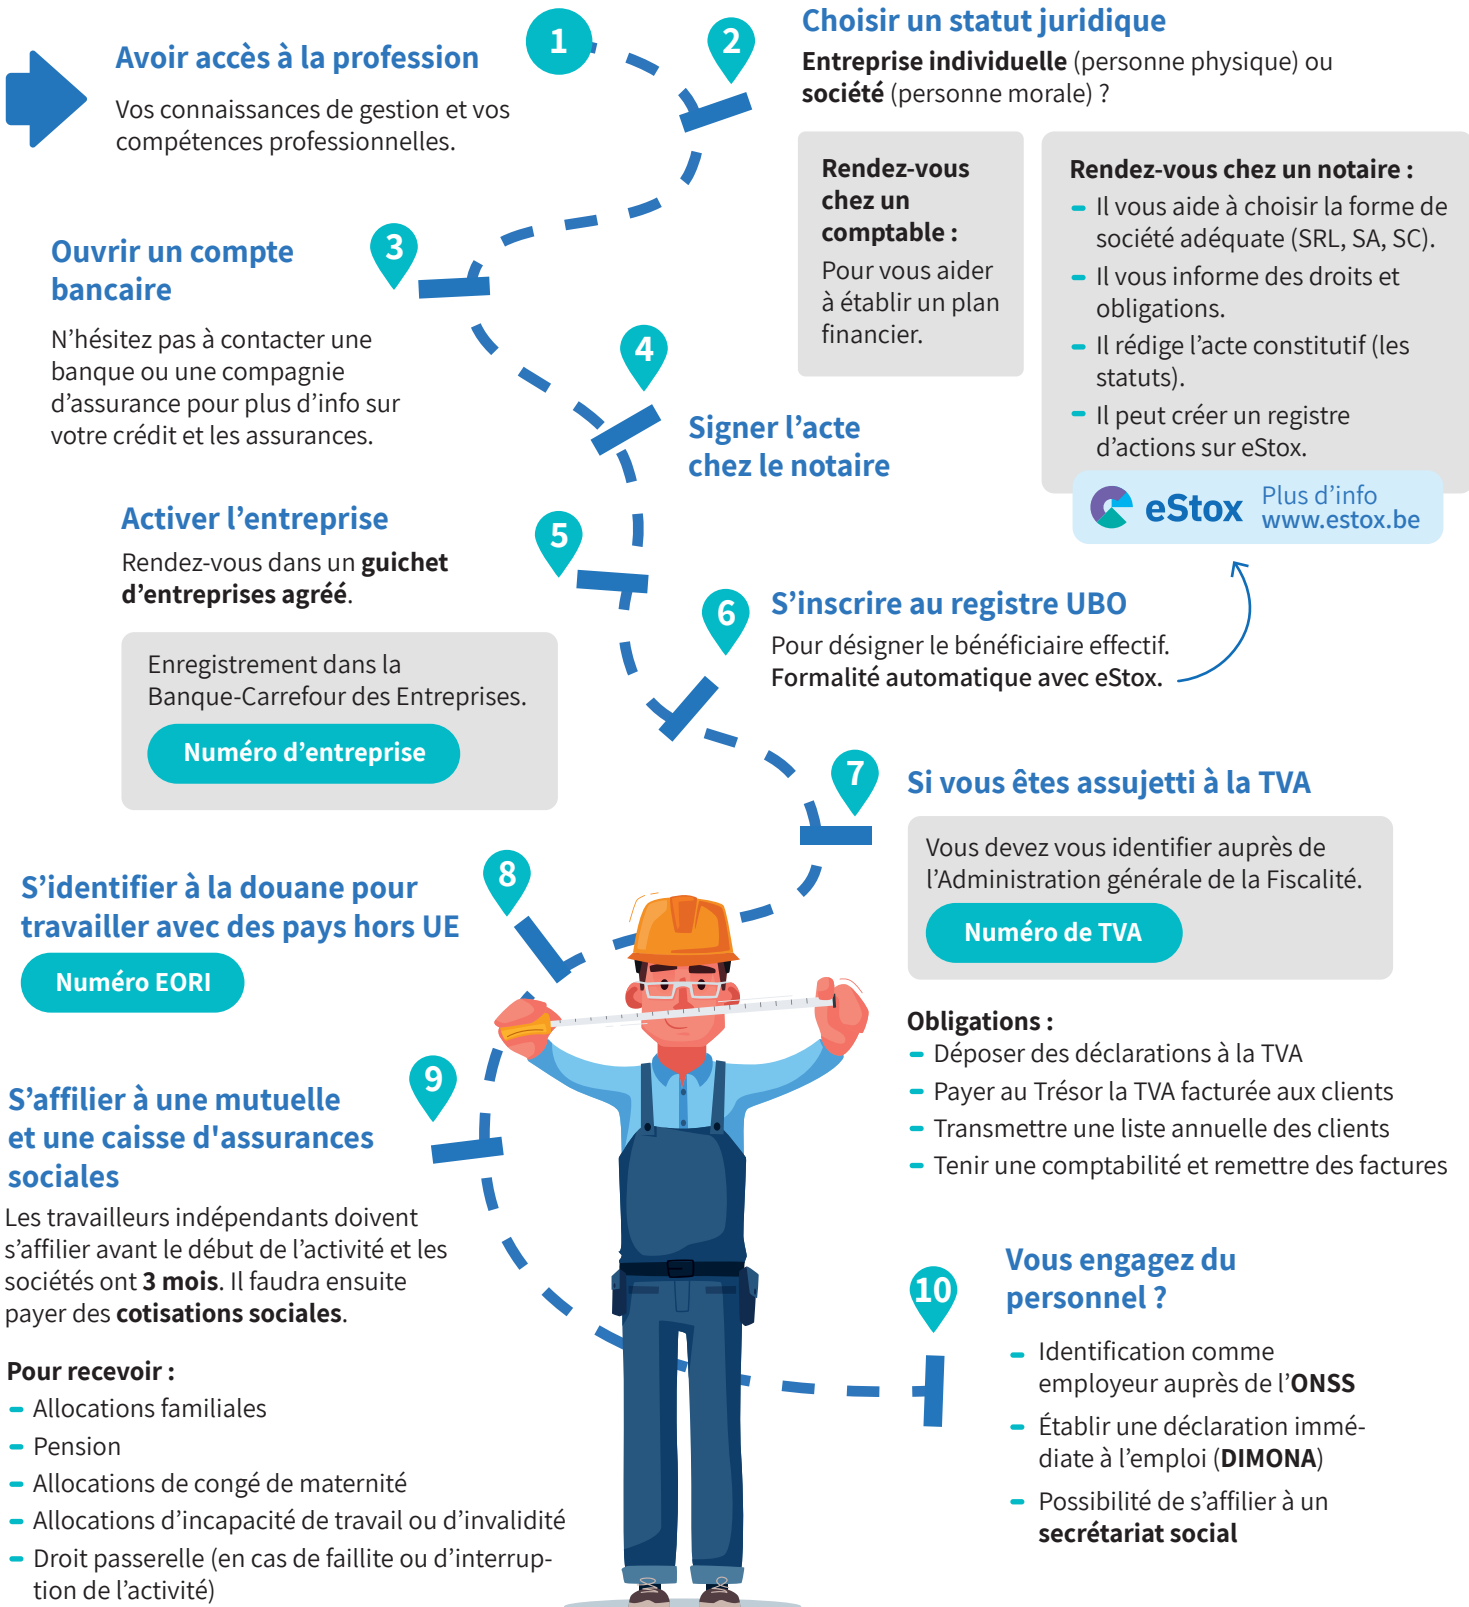 1
Avoir accès à la profession
Vos connaissances de gestion et vos
compétences professionnelles.
2
Choisir un statut juridique
Entreprise individuelle (personne physique) ou
société (personne morale) ?
Rendez-vous
chez un
comptable :
Pour vous aider
à établir un plan
financier.
Rendez-vous chez un notaire :
- Il vous aide à choisir la forme de
société adéquate (SRL, SA, SC).
- Il vous informe des droits et
obligations.
- Il rédige l’acte constitutif (les
statuts).
- Il peut créer un registre
d’actions sur eStox.
eStox
Plus d’info
www.estox.be
3
Ouvrir un compte
bancaire
N’hésitez pas à contacter une
banque ou une compagnie
d’assurance pour plus d’info sur
votre crédit et les assurances.
4
Signer l’acte
chez le notaire
5
Activer l’entreprise
Rendez-vous dans un guichet
d’entreprises agréé.
Enregistrement dans la
Banque-Carrefour des Entreprises.
Numéro d’entreprise
6
S’inscrire au registre UBO
Pour désigner le bénéficiaire effectif.
Formalité automatique avec eStox.
7
Si vous êtes assujetti à la TVA
Vous devez vous identifier auprès de
l’Administration générale de la Fiscalité.
Numéro de TVA
Obligations :
- Déposer des déclarations à la TVA
- Payer au Trésor la TVA facturée aux clients
- Transmettre une liste annuelle des clients
- Tenir une comptabilité et remettre des factures
8
S’identifier à la douane pour
travailler avec des pays hors UE
Numéro EORI
9
S’affilier à une mutuelle
et une caisse d'assurances
sociales
Les travailleurs indépendants doivent
s’affilier avant le début de l’activité et les
sociétés ont 3 mois. Il faudra ensuite
payer des cotisations sociales.
Pour recevoir :
- Allocations familiales
- Pension
- Allocations de congé de maternité
- Allocations d’incapacité de travail ou d’invalidité
- Droit passerelle (en cas de faillite ou d’interrup-
tion de l’activité)
10
Vous engagez du
personnel ?
- Identification comme
employeur auprès de l’ONSS
- Établir une déclaration immé-
diate à l’emploi (DIMONA)
- Possibilité de s’affilier à un
secrétariat social